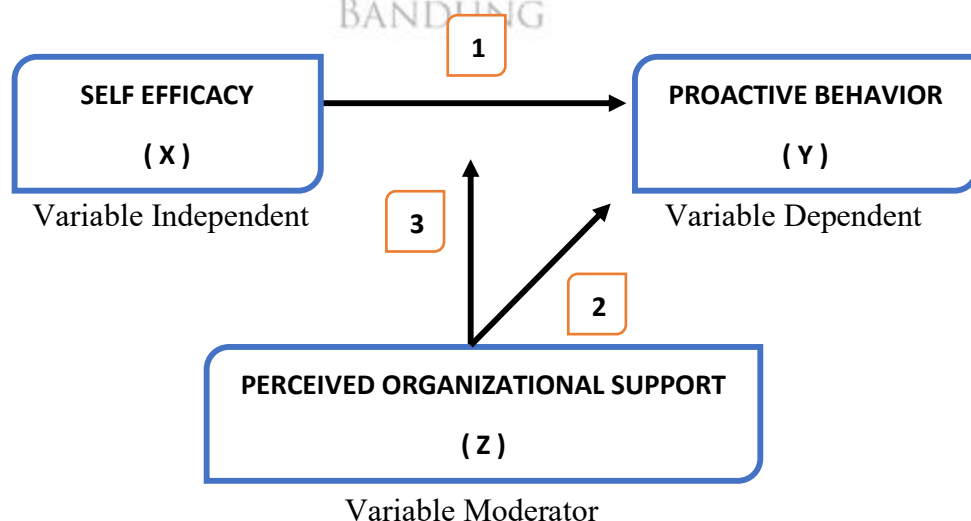 BANDUNG
1
SELF EFFICACY
( X )
PROACTIVE BEHAVIOR
( Y )
Variable Independent
Variable Dependent
3
2
PERCEIVED ORGANIZATIONAL SUPPORT
( Z )
Variable Moderator